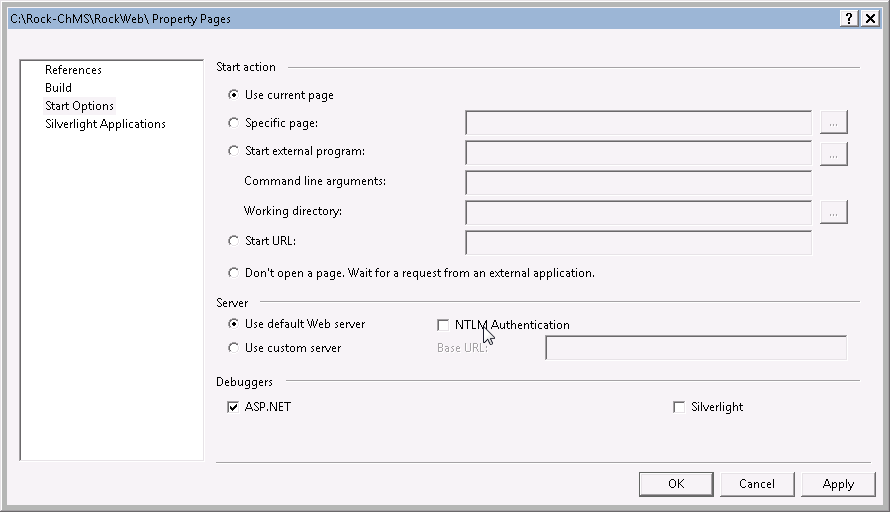 C:\Rock-ChMS\RockWeb\ Property Pages
References
Build
Start Options
Silverlight Applications
Start action
Use current page
Specific page:
...
Start external program:
...
Command line arguments:
Working directory:
...
Start URL:
Don't open a page. Wait for a request from an external application.
Server
Use default Web server
NTLM Authentication
Use custom server
Base URL:
Debuggers
ASP.NET
Silverlight
OK
Cancel
Apply